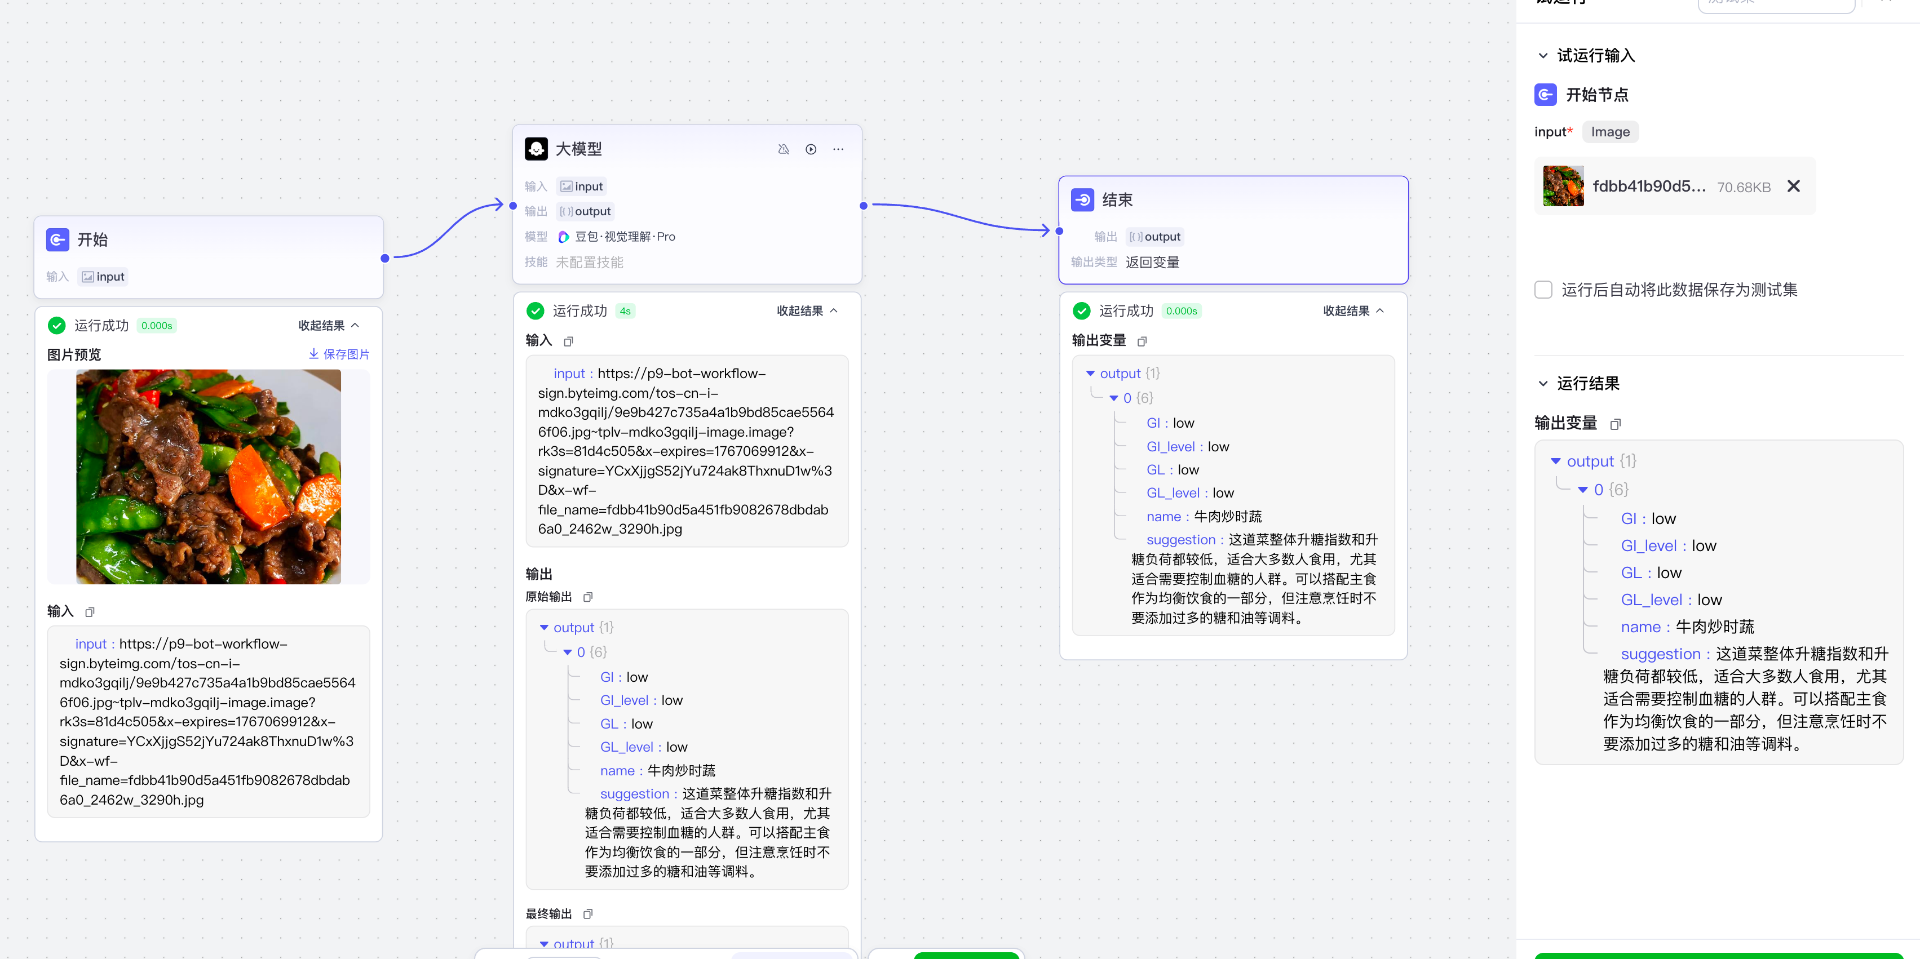 开始
输入 input
运行成功 0.000s 收起结果
图片预览 保存图片
输入
input : https://p9-bot-workflow-
sign.byteimg.com/tos-cn-i-
mdko3gqilj/9e9b427c735a4a1b9bd85cae5564
6f06.jpg~tplv-mdko3gqilj-image.image?
rk3s=81d4c505&x-expires=1767069912&x-
signature=YCxXjjgS52jYu724ak8ThxnuD1w%3
D&x-wf-
file_name=fdbb41b90d5a451fb9082678dbdab
6a0_2462w_3290h.jpg
大模型
输入 input
输出 output
模型 豆包·视觉理解·Pro
技能 未配置技能
运行成功 4s 收起结果
输入
input : https://p9-bot-workflow-
sign.byteimg.com/tos-cn-i-
mdko3gqilj/9e9b427c735a4a1b9bd85cae5564
6f06.jpg~tplv-mdko3gqilj-image.image?
rk3s=81d4c505&x-expires=1767069912&x-
signature=YCxXjjgS52jYu724ak8ThxnuD1w%3
D&x-wf-
file_name=fdbb41b90d5a451fb9082678dbdab
6a0_2462w_3290h.jpg
输出
原始输出
output {1}
0 {6}
GI : low
GI_level : low
GL : low
GL_level : low
name : 牛肉炒时蔬
suggestion : 这道菜整体升糖指数和升
糖负荷都较低，适合大多数人食用，尤其
适合需要控制血糖的人群。可以搭配主食
作为均衡饮食的一部分，但注意烹饪时不
要添加过多的糖和油等调料。
最终输出
output {1}
结束
输出 output
输出类型 返回变量
运行成功 0.000s 收起结果
输出变量
output {1}
0 {6}
GI : low
GI_level : low
GL : low
GL_level : low
name : 牛肉炒时蔬
suggestion : 这道菜整体升糖指数和升
糖负荷都较低，适合大多数人食用，尤其
适合需要控制血糖的人群。可以搭配主食
作为均衡饮食的一部分，但注意烹饪时不
要添加过多的糖和油等调料。
试运行输入
开始节点
input* Image
fdbb41b90d5... 70.68KB
运行后自动将此数据保存为测试集
运行结果
输出变量
output {1}
0 {6}
GI : low
GI_level : low
GL : low
GL_level : low
name : 牛肉炒时蔬
suggestion : 这道菜整体升糖指数和升
糖负荷都较低，适合大多数人食用，尤其
适合需要控制血糖的人群。可以搭配主食
作为均衡饮食的一部分，但注意烹饪时不
要添加过多的糖和油等调料。